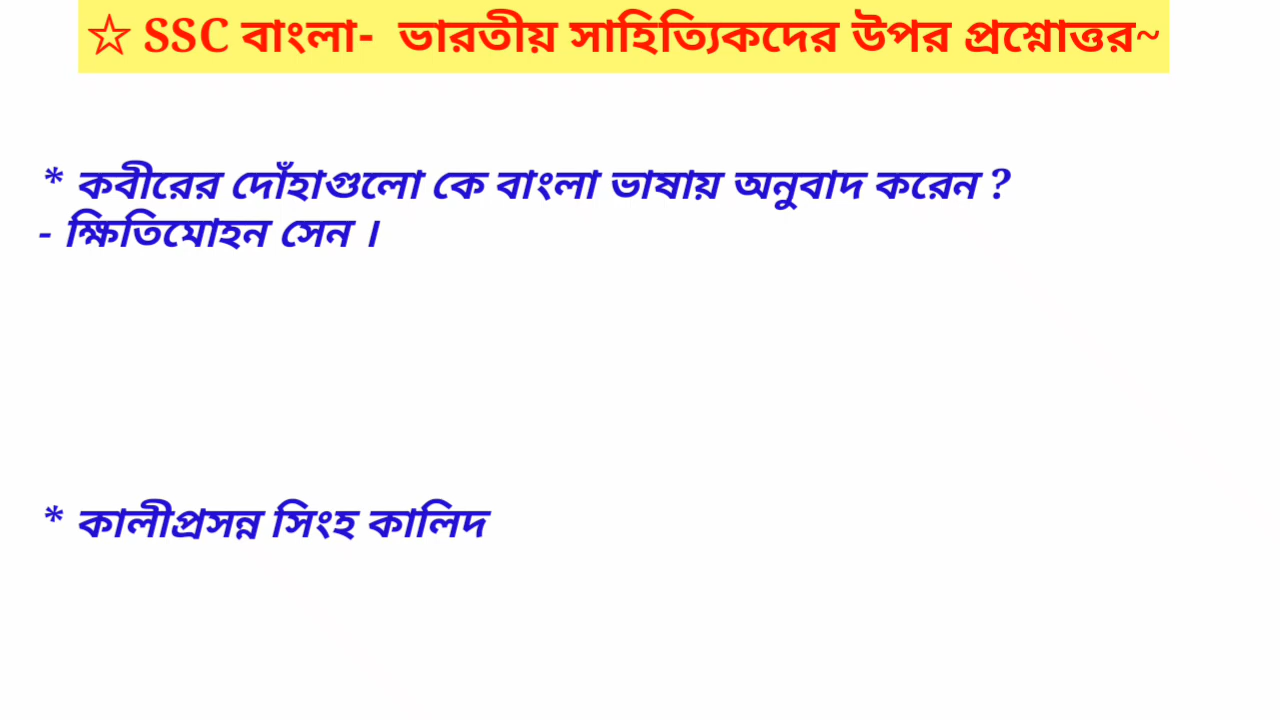 ☆ SSC বাংলা- ভারতীয় সাহিত্যিকদের উপর প্রশ্নোত্তর~
* কবীরের দোঁহাগুলো কে বাংলা ভাষায় অনুবাদ করেন ?
- ক্ষিতিমোহন সেন ।
* কালীপ্রসন্ন সিংহ কালিদ